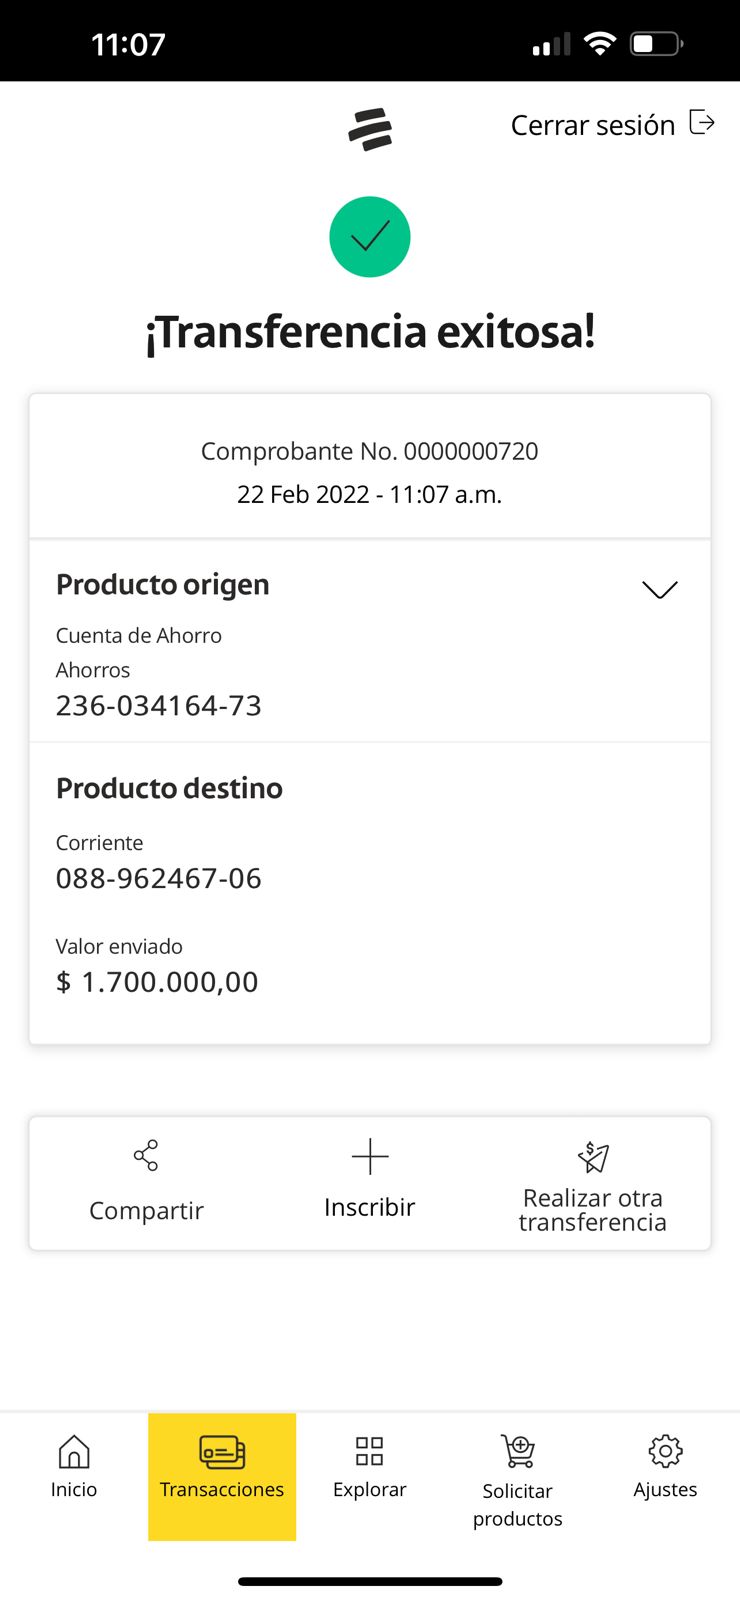 11:07
Cerrar sesión
¡Transferencia exitosa!
Comprobante No. 0000000720
22 Feb 2022 - 11:07 a.m.
Producto origen
Cuenta de Ahorro
Ahorros
236-034164-73
Producto destino
Corriente
088-962467-06
Valor enviado
$ 1.700.000,00
Compartir
Inscribir
Realizar otra
transferencia
Inicio
Transacciones
Explorar
Solicitar
productos
Ajustes